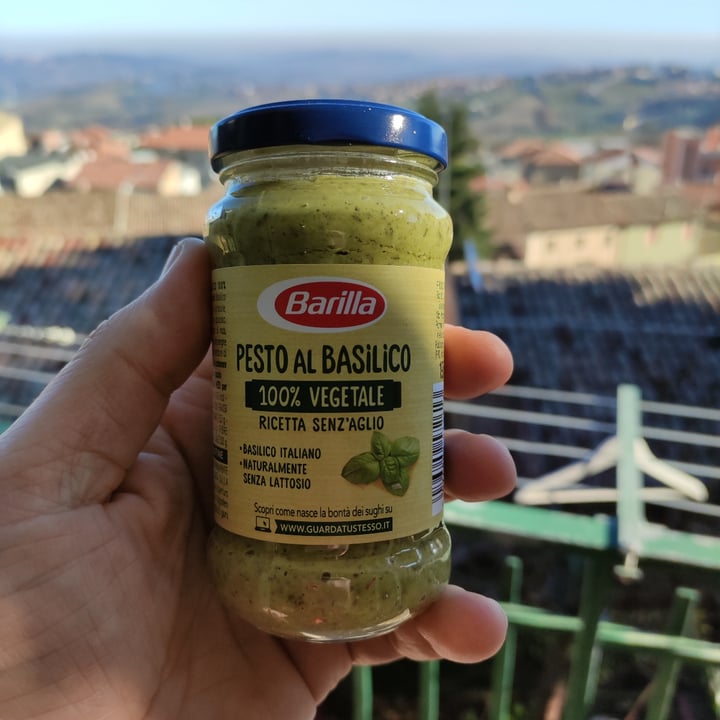 Barilla
PESTO AL BASILICO
100% VEGETALE
RICETTA SENZ'AGLIO
• BASILICO ITALIANO
• NATURALMENTE
SENZA LATTOSIO
Scopri come nasce la bontà dei sughi su
WWW.GUARDATUSTESSO.IT